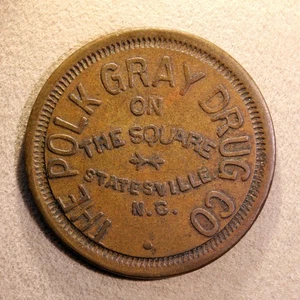 THE POLK GRAY DRUG CO
ON
THE SQUARE
STATESVILLE,
N.C.